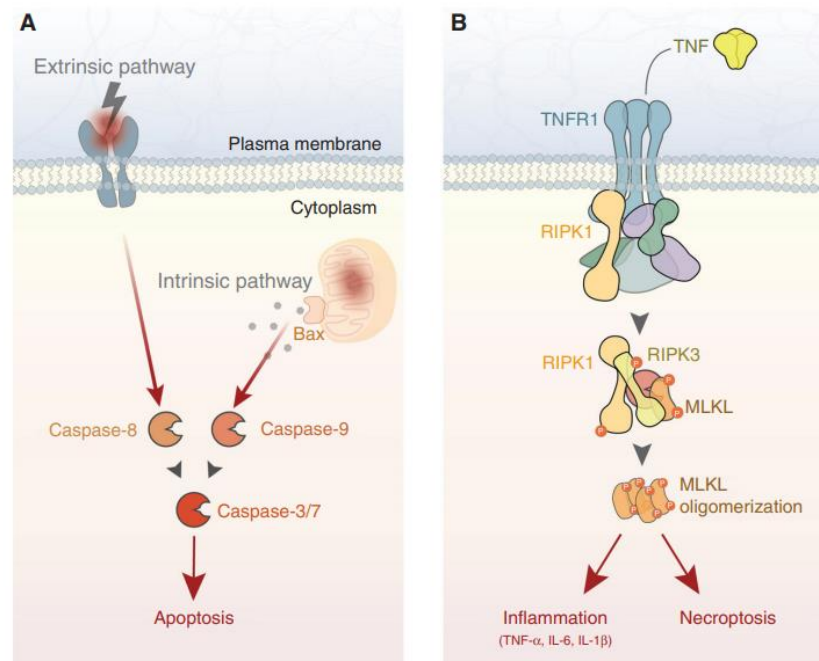 A
Extrinsic pathway
Plasma membrane
Cytoplasm
Intrinsic pathway
Bax
Caspase-8
Caspase-9
Caspase-3/7
Apoptosis
B
TNF
TNFR1
RIPK1
RIPK1
RIPK3
P
P
P
MLKL
P
P
MLKL
oligomerization
P
P
P
P
P
P
P
Inflammation
(TNF-α, IL-6, IL-1β)
Necroptosis